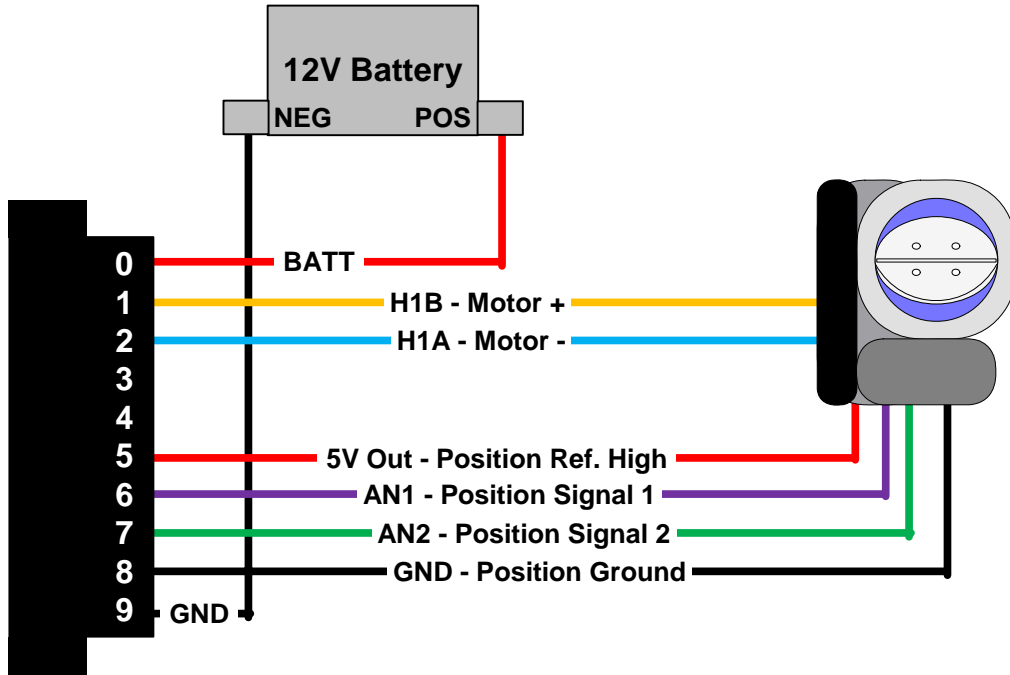 12V Battery
NEG POS
0 BATT
1 H1B - Motor +
2 H1A - Motor -
3
4
5 5V Out - Position Ref. High
6 AN1 - Position Signal 1
7 AN2 - Position Signal 2
8 GND - Position Ground
9 GND